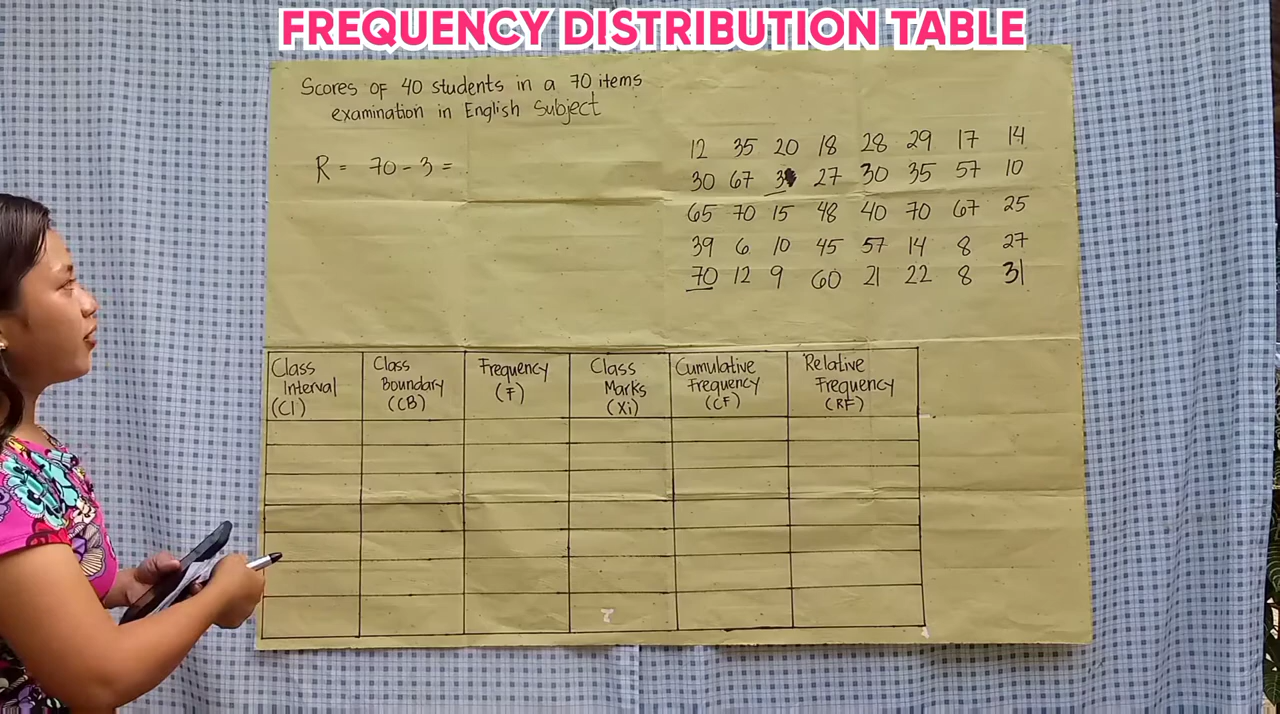 FREQUENCY DISTRIBUTION TABLE
Scores of 40 students in a 70 items
examination in English Subject
R = 70 - 3 =
12 35 20 18 28 29 17 14
30 67 3 27 30 35 57 10
65 70 15 48 40 70 67 25
39 6 10 45 57 14 8 27
70 12 9 60 21 22 8 31
Class Interval (CI)
Class Boundary (CB)
Frequency (F)
Class Marks (Xi)
Cumulative Frequency (CF)
Relative Frequency (RF)